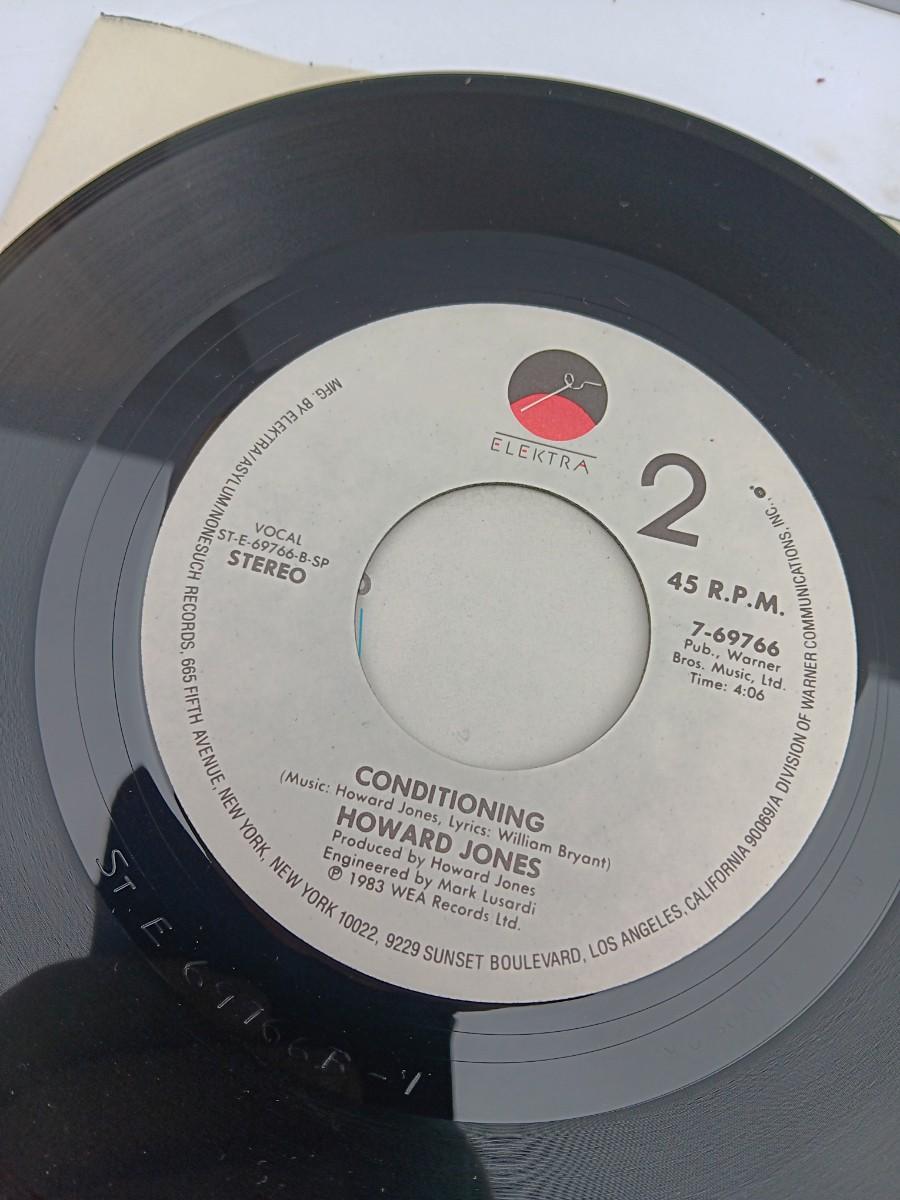 ELEKTRA
2
VOCAL
ST-E-69766-B-SP
STEREO
45 R.P.M.
7-69766
Pub., Warner
Bros. Music, Ltd.
Time: 4:06
CONDITIONING
(Music: Howard Jones, Lyrics: William Bryant)
HOWARD JONES
Produced by Howard Jones
Engineered by Mark Lusardi
℗ 1983 WEA Records Ltd.
MFG. BY ELEKTRA/ASYLUM/NONESUCH RECORDS, 665 FIFTH AVENUE, NEW YORK, NEW YORK 10022, 9229 SUNSET BOULEVARD, LOS ANGELES, CALIFORNIA 90069/A DIVISION OF WARNER COMMUNICATIONS, INC.,
ST E 69766B-1